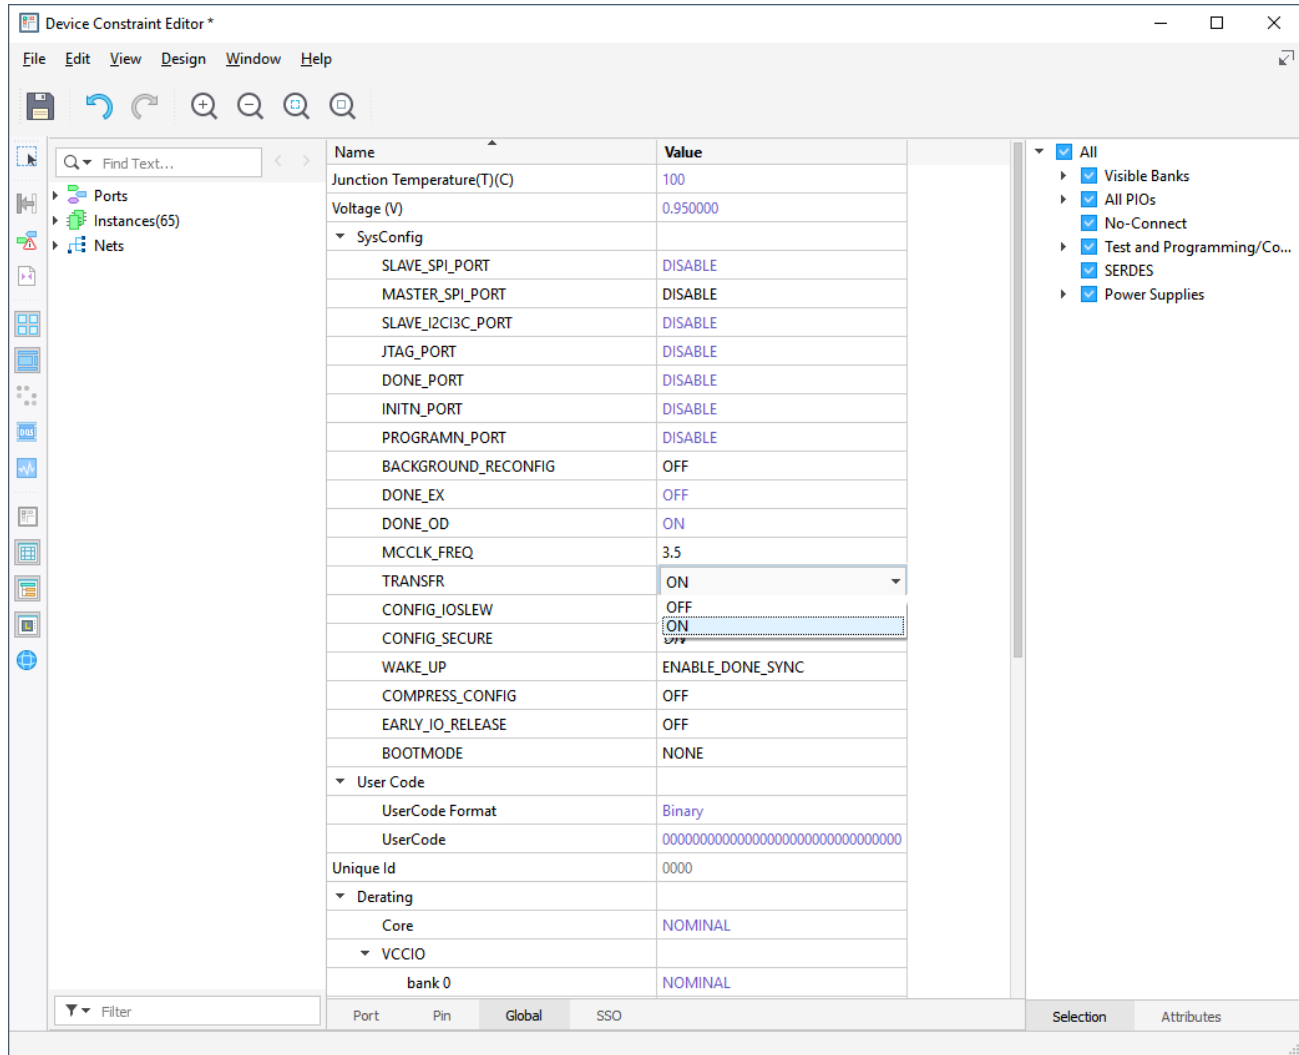 Device Constraint Editor *
File Edit View Design Window Help
Find Text...
Ports
Instances(65)
Nets
Filter
Name Value
Junction Temperature(T)(C) 100
Voltage (V) 0.950000
SysConfig
SLAVE_SPI_PORT DISABLE
MASTER_SPI_PORT DISABLE
SLAVE_I2CI3C_PORT DISABLE
JTAG_PORT DISABLE
DONE_PORT DISABLE
INITN_PORT DISABLE
PROGRAMN_PORT DISABLE
BACKGROUND_RECONFIG OFF
DONE_EX OFF
DONE_OD ON
MCCLK_FREQ 3.5
TRANSFR ON
OFF
ON
CONFIG_IOSLEW
CONFIG_SECURE
WAKE_UP ENABLE_DONE_SYNC
COMPRESS_CONFIG OFF
EARLY_IO_RELEASE OFF
BOOTMODE NONE
User Code
UserCode Format Binary
UserCode 00000000000000000000000000000000
Unique Id 0000
Derating
Core NOMINAL
VCCIO
bank 0 NOMINAL
Port Pin Global SSO
All
Visible Banks
All PIOs
No-Connect
Test and Programming/Co...
SERDES
Power Supplies
Selection Attributes